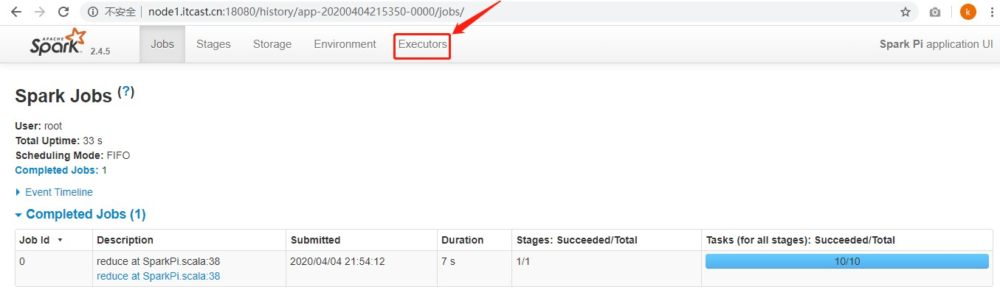 不安全 | node1.itcast.cn:18080/history/app-20200404215350-0000/jobs/
k
APACHE
Spark 2.4.5 Jobs Stages Storage Environment Executors Spark Pi application UI
Spark Jobs (?)
User: root
Total Uptime: 33 s
Scheduling Mode: FIFO
Completed Jobs: 1
Event Timeline
Completed Jobs (1)
Job Id Description Submitted Duration Stages: Succeeded/Total Tasks (for all stages): Succeeded/Total
0 reduce at SparkPi.scala:38 2020/04/04 21:54:12 7 s 1/1 10/10
reduce at SparkPi.scala:38